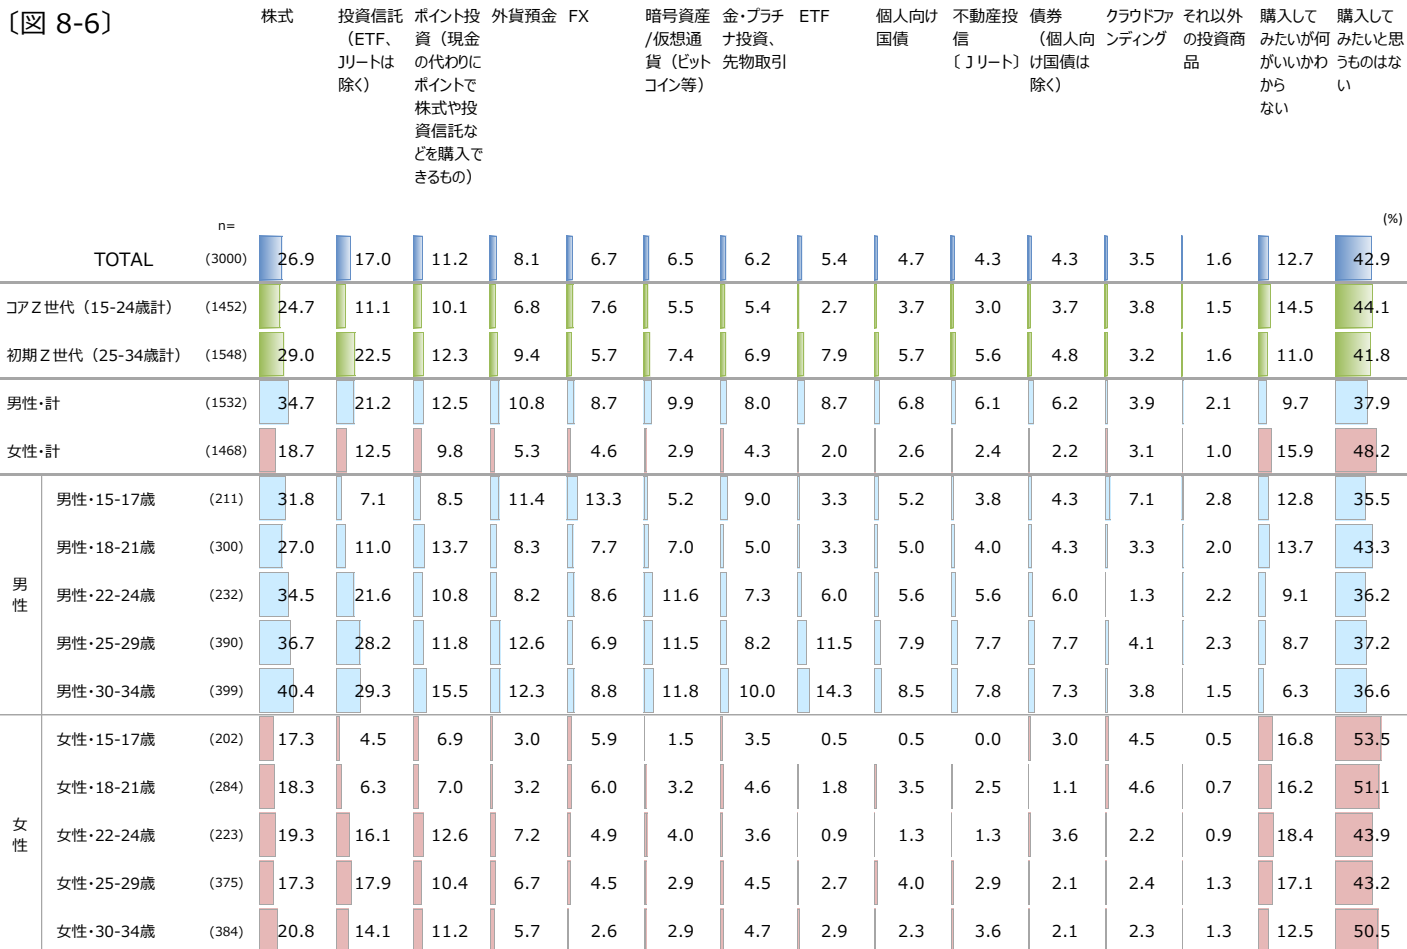 〔図 8-6〕
株式
投資信託
（ETF、
Jリートは
除く）
ポイント投
資（現金
の代わりに
ポイントで
株式や投
資信託な
どを購入で
きるもの）
外貨預金
FX
暗号資産
/仮想通
貨（ビット
コイン等）
金・プラチ
ナ投資、
先物取引
ETF
個人向け
国債
不動産投
信
〔Ｊリート〕
債券
（個人向
け国債は
除く）
クラウドファ
ンディング
それ以外
の投資商
品
購入して
みたいが何
がいいかわ
から
ない
購入して
みたいと思
うものはな
い
(%)
n=
TOTAL (3000) 26.9 17.0 11.2 8.1 6.7 6.5 6.2 5.4 4.7 4.3 4.3 3.5 1.6 12.7 42.9
コアＺ世代（15-24歳計） (1452) 24.7 11.1 10.1 6.8 7.6 5.5 5.4 2.7 3.7 3.0 3.7 3.8 1.5 14.5 44.1
初期Ｚ世代（25-34歳計） (1548) 29.0 22.5 12.3 9.4 5.7 7.4 6.9 7.9 5.7 5.6 4.8 3.2 1.6 11.0 41.8
男性・計 (1532) 34.7 21.2 12.5 10.8 8.7 9.9 8.0 8.7 6.8 6.1 6.2 3.9 2.1 9.7 37.9
女性・計 (1468) 18.7 12.5 9.8 5.3 4.6 2.9 4.3 2.0 2.6 2.4 2.2 3.1 1.0 15.9 48.2
男性
男性・15-17歳 (211) 31.8 7.1 8.5 11.4 13.3 5.2 9.0 3.3 5.2 3.8 4.3 7.1 2.8 12.8 35.5
男性・18-21歳 (300) 27.0 11.0 13.7 8.3 7.7 7.0 5.0 3.3 5.0 4.0 4.3 3.3 2.0 13.7 43.3
男性・22-24歳 (232) 34.5 21.6 10.8 8.2 8.6 11.6 7.3 6.0 5.6 5.6 6.0 1.3 2.2 9.1 36.2
男性・25-29歳 (390) 36.7 28.2 11.8 12.6 6.9 11.5 8.2 11.5 7.9 7.7 7.7 4.1 2.3 8.7 37.2
男性・30-34歳 (399) 40.4 29.3 15.5 12.3 8.8 11.8 10.0 14.3 8.5 7.8 7.3 3.8 1.5 6.3 36.6
女性
女性・15-17歳 (202) 17.3 4.5 6.9 3.0 5.9 1.5 3.5 0.5 0.5 0.0 3.0 4.5 0.5 16.8 53.5
女性・18-21歳 (284) 18.3 6.3 7.0 3.2 6.0 3.2 4.6 1.8 3.5 2.5 1.1 4.6 0.7 16.2 51.1
女性・22-24歳 (223) 19.3 16.1 12.6 7.2 4.9 4.0 3.6 0.9 1.3 1.3 3.6 2.2 0.9 18.4 43.9
女性・25-29歳 (375) 17.3 17.9 10.4 6.7 4.5 2.9 4.5 2.7 4.0 2.9 2.1 2.4 1.3 17.1 43.2
女性・30-34歳 (384) 20.8 14.1 11.2 5.7 2.6 2.9 4.7 2.9 2.3 3.6 2.1 2.3 1.3 12.5 50.5